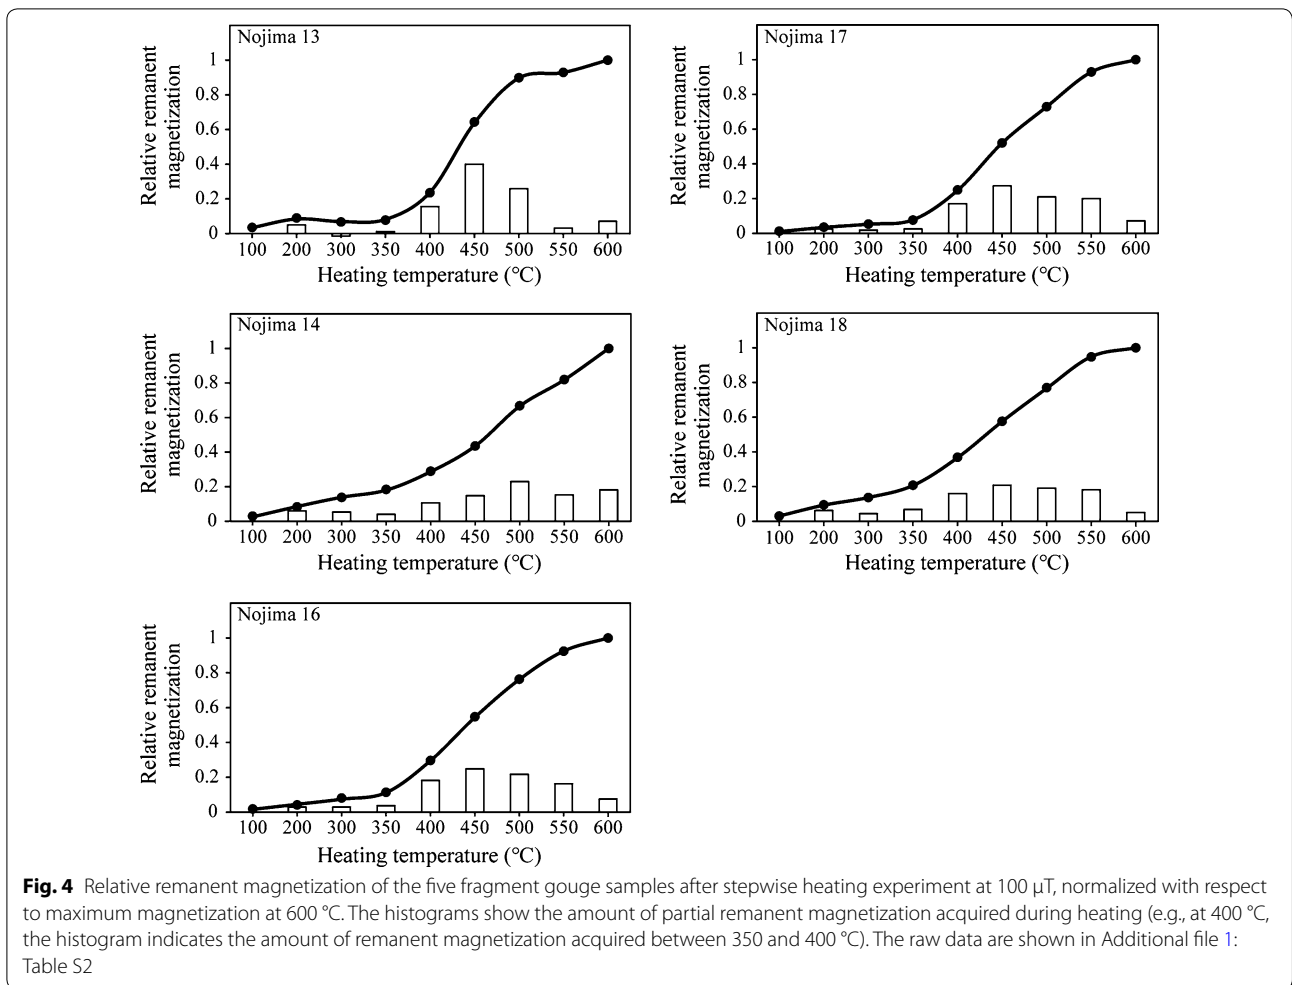 Nojima 13
Relative remanent
magnetization
1
0.8
0.6
0.4
0.2
0
100 200 300 350 400 450 500 550 600
Heating temperature (°C)
Nojima 17
Relative remanent
magnetization
1
0.8
0.6
0.4
0.2
0
100 200 300 350 400 450 500 550 600
Heating temperature (°C)
Nojima 14
Relative remanent
magnetization
1
0.8
0.6
0.4
0.2
0
100 200 300 350 400 450 500 550 600
Heating temperature (°C)
Nojima 18
Relative remanent
magnetization
1
0.8
0.6
0.4
0.2
0
100 200 300 350 400 450 500 550 600
Heating temperature (°C)
Nojima 16
Relative remanent
magnetization
1
0.8
0.6
0.4
0.2
0
100 200 300 350 400 450 500 550 600
Heating temperature (°C)
Fig. 4 Relative remanent magnetization of the five fragment gouge samples after stepwise heating experiment at 100 μT, normalized with respect
to maximum magnetization at 600 °C. The histograms show the amount of partial remanent magnetization acquired during heating (e.g., at 400 °C,
the histogram indicates the amount of remanent magnetization acquired between 350 and 400 °C). The raw data are shown in Additional file 1:
Table S2